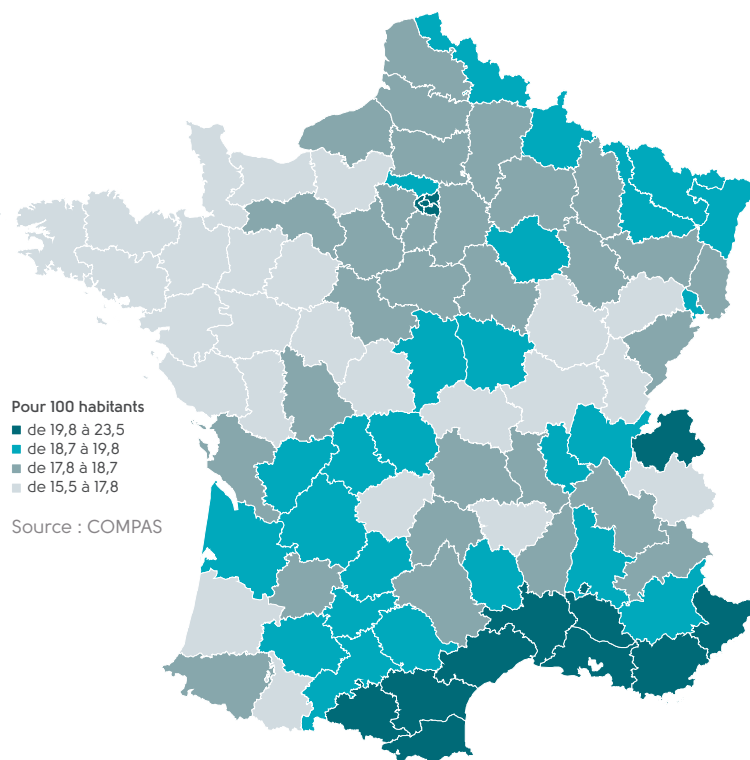 Pour 100 habitants
de 19,8 à 23,5
de 18,7 à 19,8
de 17,8 à 18,7
de 15,5 à 17,8
Source : COMPAS